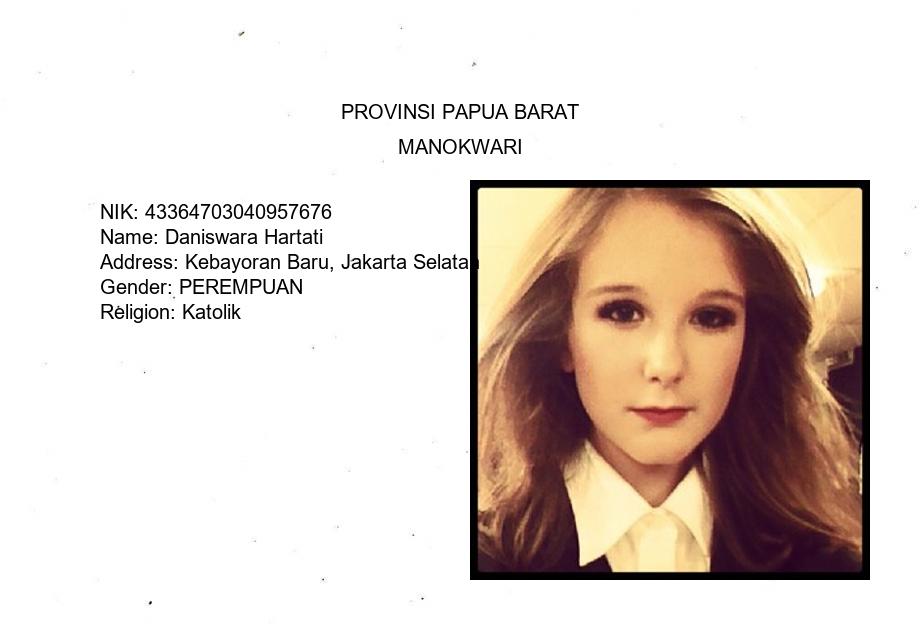 PROVINSI PAPUA BARAT
MANOKWARI
NIK: 43364703040957676
Name: Daniswara Hartati
Address: Kebayoran Baru, Jakarta Selatan
Gender: PEREMPUAN
Religion: Katolik